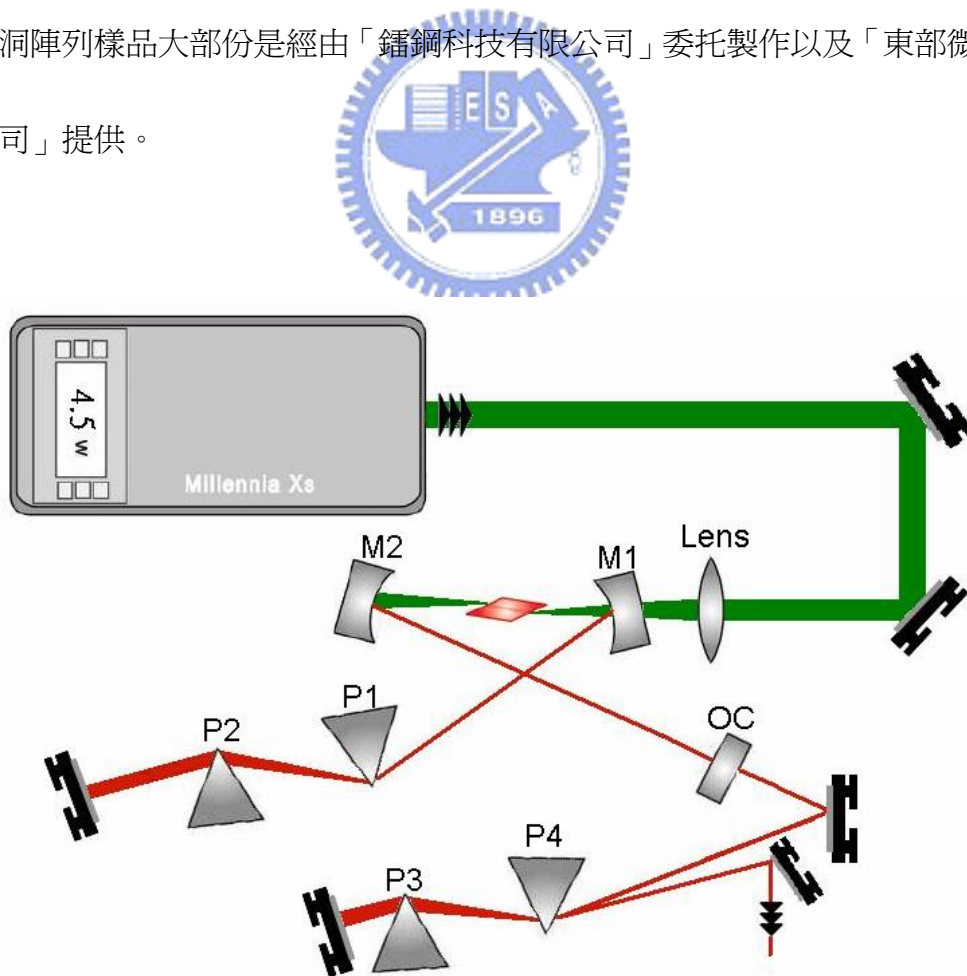 洞陣列樣品大部份是經由「鐳鋼科技有限公司」委托製作以及「東部微
司」提供。
E S A
1896
4.5 w
Millennia Xs
M2
M1
Lens
P1
P2
OC
P4
P3